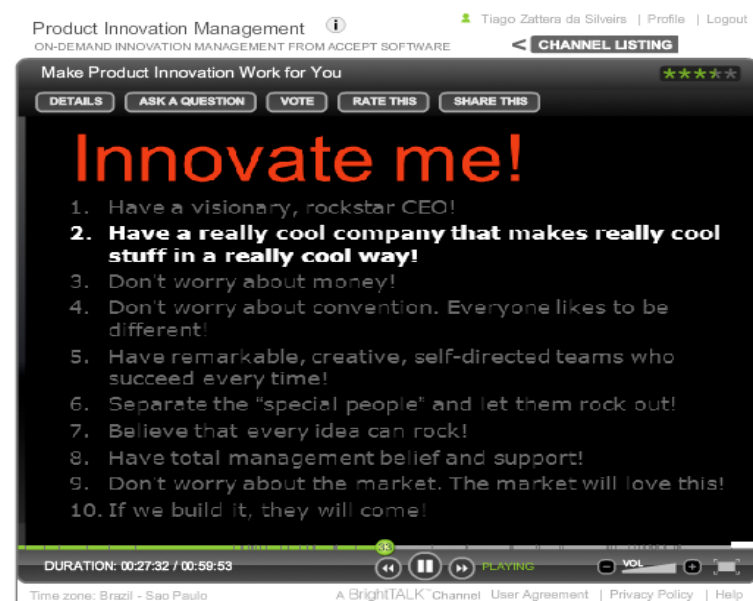 Product Innovation Management i
Tiago Zattera da Silveira | Profile | Logout
ON-DEMAND INNOVATION MANAGEMENT FROM ACCEPT SOFTWARE
< CHANNEL LISTING
Make Product Innovation Work for You
DETAILS ASK A QUESTION VOTE RATE THIS SHARE THIS
Innovate me!
1. Have a visionary, rockstar CEO!
2. Have a really cool company that makes really cool
stuff in a really cool way!
3. Don't worry about money!
4. Don't worry about convention. Everyone likes to be
different!
5. Have remarkable, creative, self-directed teams who
succeed every time!
6. Separate the "special people" and let them rock out!
7. Believe that every idea can rock!
8. Have total management belief and support!
9. Don't worry about the market. The market will love this!
10. If we build it, they will come!
33
DURATION: 00:27:32 / 00:59:53 PLAYING VOL
Time zone: Brazil - Sao Paulo A BrightTALK™ Channel User Agreement | Privacy Policy | Help